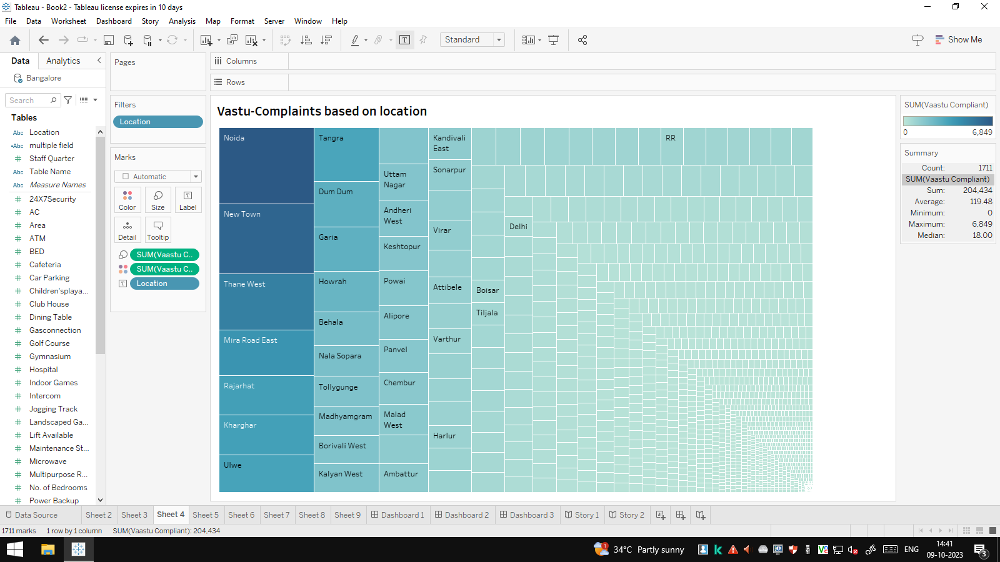 Tableau - Book2 - Tableau license expires in 10 days
File Data Worksheet Dashboard Story Analysis Map Format Server Window Help
Standard
Show Me
Data Analytics
Bangalore
Search
Tables
Abc Location
=Abc multiple field
Staff Quarter
Abc Table Name
Abc Measure Names
24X7Security
AC
Area
ATM
BED
Cafeteria
Car Parking
Children'splaya...
Club House
Dining Table
Gasconnection
Golf Course
Gymnasium
Hospital
Indoor Games
Intercom
Jogging Track
Landscaped Ga...
Lift Available
Maintenance St...
Microwave
Multipurpose R...
No. of Bedrooms
Power Backup
Pages
Filters
Location
Marks
Automatic
Color Size Label
Detail Tooltip
SUM(Vaastu C..
SUM(Vaastu C..
Location
Columns
Rows
Vastu-Complaints based on location
Noida
New Town
Thane West
Mira Road East
Rajarhat
Kharghar
Ulwe
Tangra
Dum Dum
Garia
Howrah
Behala
Nala Sopara
Tollygunge
Madhyamgram
Borivali West
Kalyan West
Uttam
Nagar
Andheri
West
Keshtopur
Powai
Alipore
Panvel
Chembur
Malad
West
Ambattur
Kandivali
East
Sonarpur
Virar
Attibele
Varthur
Harlur
Boisar
Tiljala
Delhi
RR
SUM(Vaastu Compliant)
0 6,849
Summary
Count: 1711
SUM(Vaastu Compliant)
Sum: 204,434
Average: 119.48
Minimum: 0
Maximum: 6,849
Median: 18.00
Data Source Sheet 2 Sheet 3 Sheet 4 Sheet 5 Sheet 6 Sheet 7 Sheet 8 Sheet 9 Dashboard 1 Dashboard 2 Dashboard 3 Story 1 Story 2
1711 marks 1 row by 1 column SUM(Vaastu Compliant): 204,434
1 34°C Partly sunny
ENG
14:41
09-10-2023
3